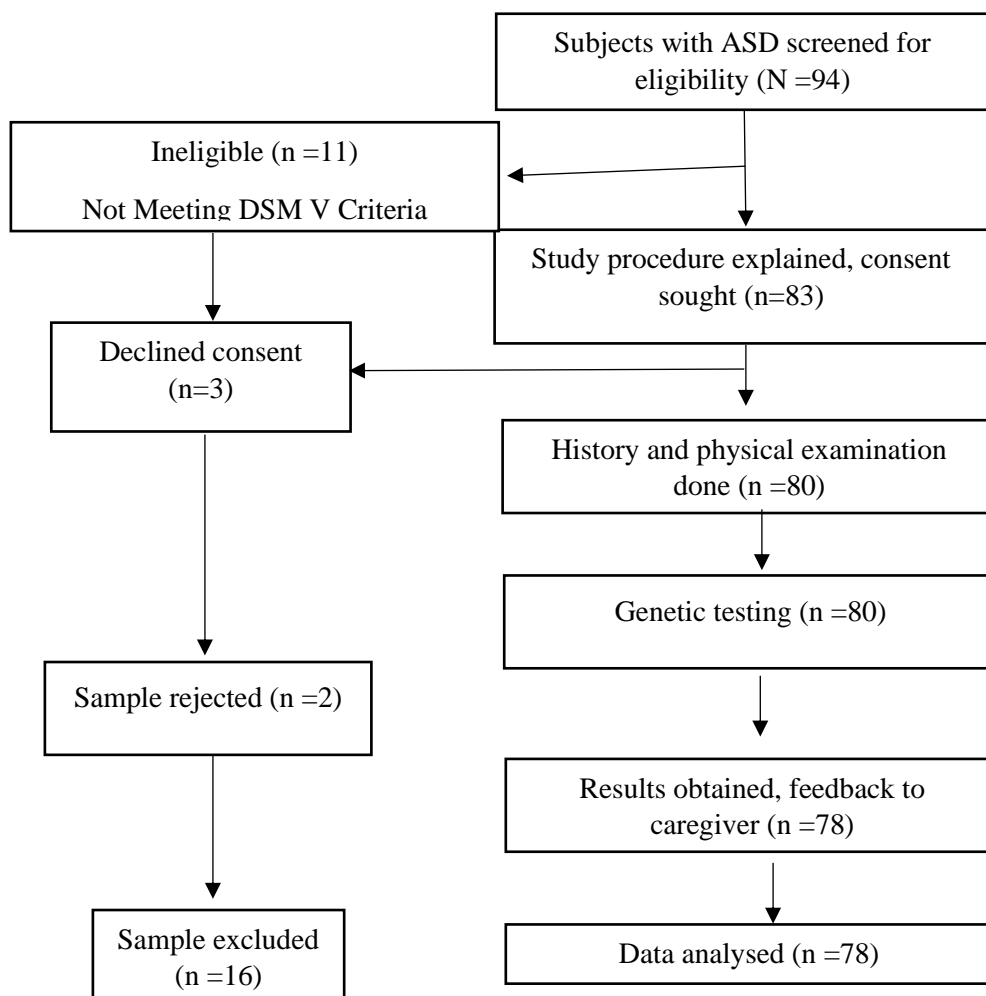 Subjects with ASD screened for
eligibility (N =94)
Ineligible (n =11)
Not Meeting DSM V Criteria
Study procedure explained, consent
sought (n=83)
Declined consent
(n=3)
History and physical examination
done (n =80)
Genetic testing (n =80)
Sample rejected (n =2)
Results obtained, feedback to
caregiver (n =78)
Sample excluded
(n =16)
Data analysed (n =78)